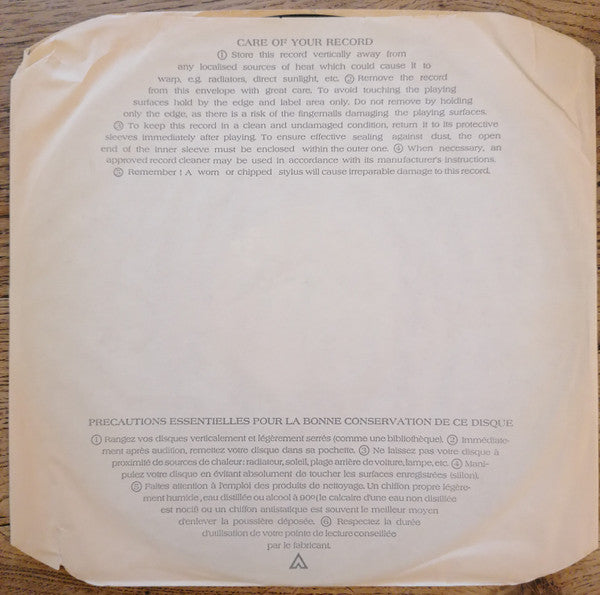 CARE OF YOUR RECORD
① Store this record vertically away from
any localised sources of heat which could cause it to
warp, e.g. radiators, direct sunlight, etc. ② Remove the record
from this envelope with great care. To avoid touching the playing
surfaces hold by the edge and label area only. Do not remove by holding
only the edge, as there is a risk of the fingernails damaging the playing surfaces.
③ To keep this record in a clean and undamaged condition, return it to its protective
sleeves immediately after playing. To ensure effective sealing against dust, the open
end of the inner sleeve must be enclosed within the outer one. ④ When necessary, an
approved record cleaner may be used in accordance with its manufacturer's instructions.
⑤ Remember! A worn or chipped stylus will cause irreparable damage to this record.
PRECAUTIONS ESSENTIELLES POUR LA BONNE CONSERVATION DE CE DISQUE
① Rangez vos disques verticalement et légèrement serrés (comme une bibliothèque). ② Immédiate-
ment après audition, remettez votre disque dans sa pochette. ③ Ne laissez pas votre disque à
proximité de sources de chaleur: radiateur, soleil, plage arrière de voiture, lampe, etc. ④ Mani-
pulez votre disque en évitant absolument de toucher les surfaces enregistrées (sillon).
⑤ Faites attention à l'emploi des produits de nettoyage. Un chiffon propre légère-
ment humide, eau distillée ou alcool à 90° (le calcaire d'une eau non distillée
est nocif) ou un chiffon antistatique est souvent le meilleur moyen
d'enlever la poussière déposée. ⑥ Respectez la durée
d'utilisation de votre pointe de lecture conseillée
par le fabricant.